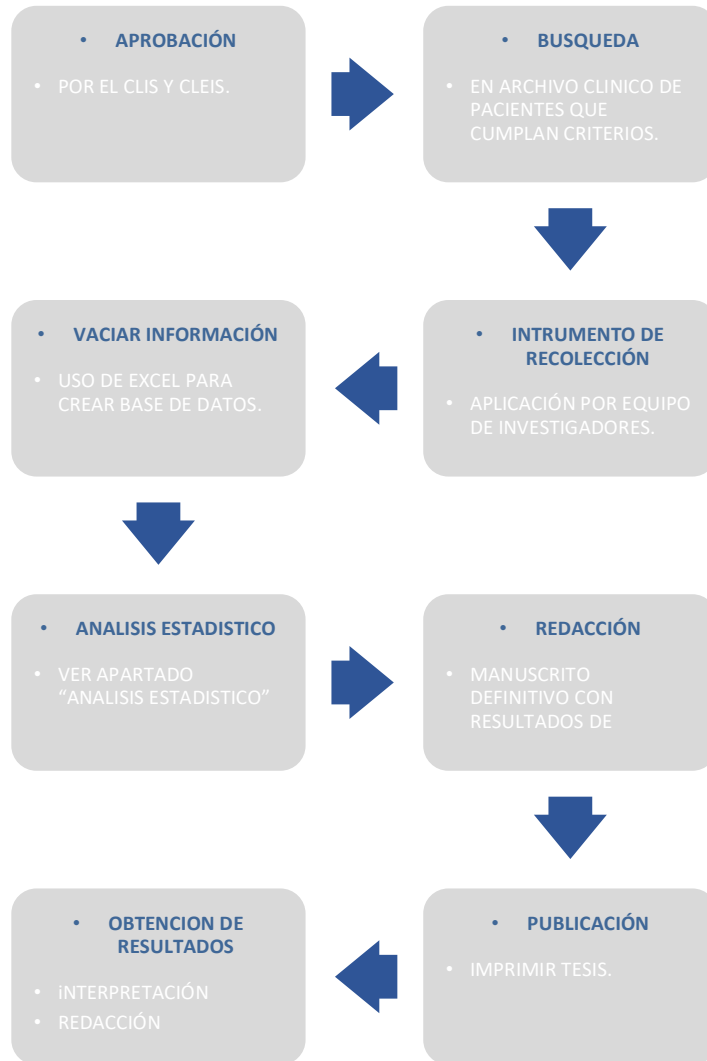 • APROBACIÓN
• POR EL CLIS Y CLEIS.
• BUSQUEDA
• EN ARCHIVO CLINICO DE
PACIENTES QUE
CUMPLAN CRITERIOS.
• INTRUMENTO DE
RECOLECCIÓN
• APLICACIÓN POR EQUIPO
DE INVESTIGADORES.
• VACIAR INFORMACIÓN
• USO DE EXCEL PARA
CREAR BASE DE DATOS.
• ANALISIS ESTADISTICO
• VER APARTADO
“ANALISIS ESTADISTICO”
• REDACCIÓN
• MANUSCRITO
DEFINITIVO CON
RESULTADOS DE
• PUBLICACIÓN
• IMPRIMIR TESIS.
• OBTENCION DE
RESULTADOS
• iNTERPRETACIÓN
• REDACCIÓN